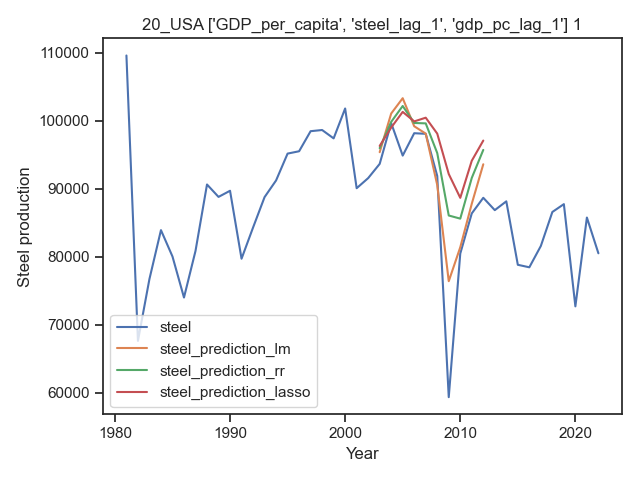 20_USA ['GDP_per_capita', 'steel_lag_1', 'gdp_pc_lag_1'] 1
110000
100000
90000
80000
70000
60000
Steel production
steel
steel_prediction_lm
steel_prediction_rr
steel_prediction_lasso
1980 1990 2000 2010 2020
Year